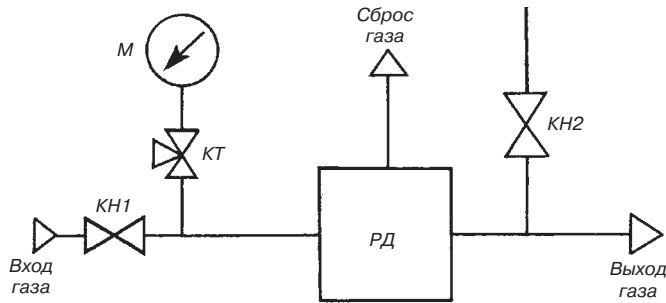 Сброс
газа
М
КН2
КТ
КН1
РД
Вход
газа
Выход
газа